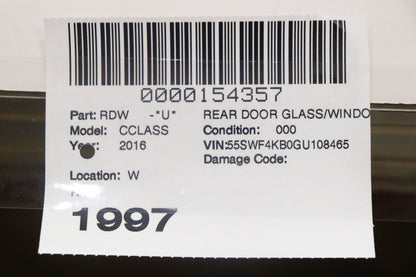 0000154357
Part: RDW -*U* REAR DOOR GLASS/WINDO
Model: CCLASS Condition: 000
Year: 2016 VIN:55SWF4KB0GU108465
Damage Code:
Location: W
1997